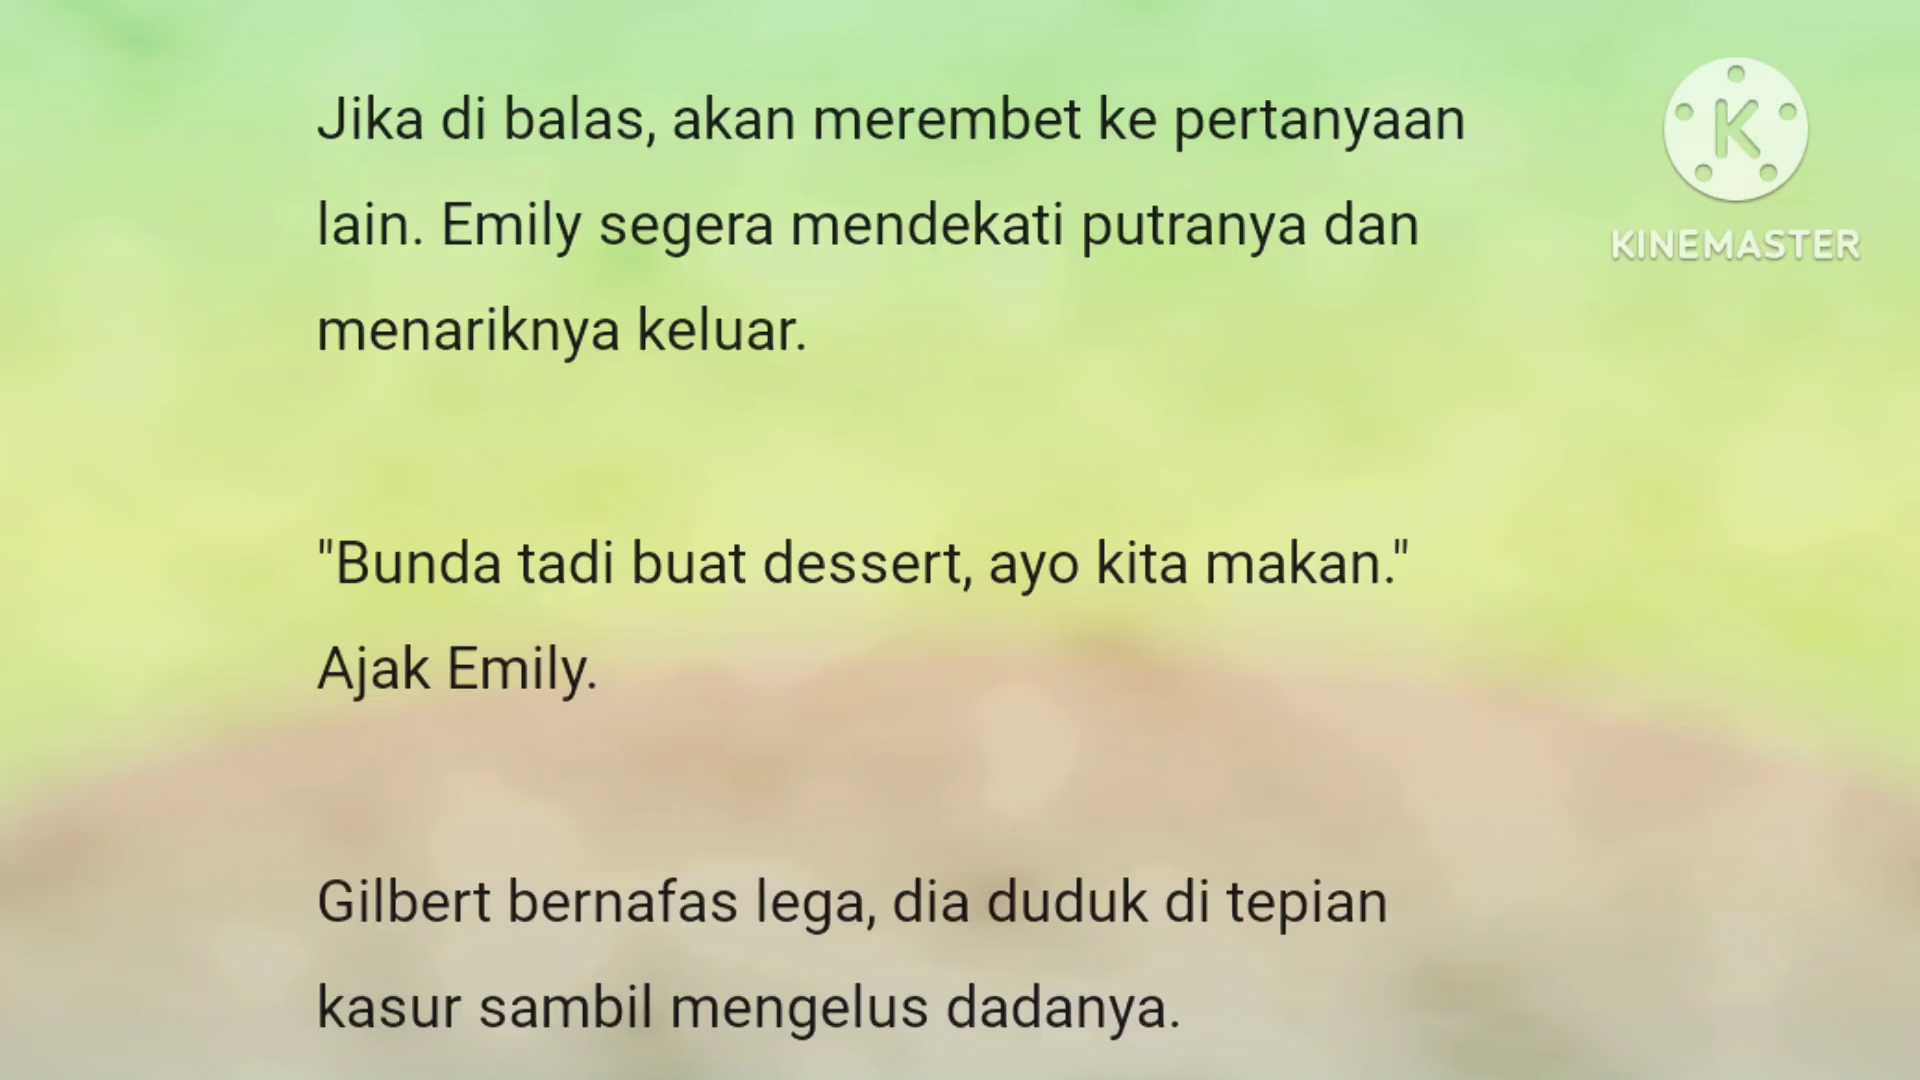 Jika di balas, akan merembet ke pertanyaan
lain. Emily segera mendekati putranya dan
menariknya keluar.
"Bunda tadi buat dessert, ayo kita makan."
Ajak Emily.
Gilbert bernafas lega, dia duduk di tepian
kasur sambil mengelus dadanya.
K
KINEMASTER